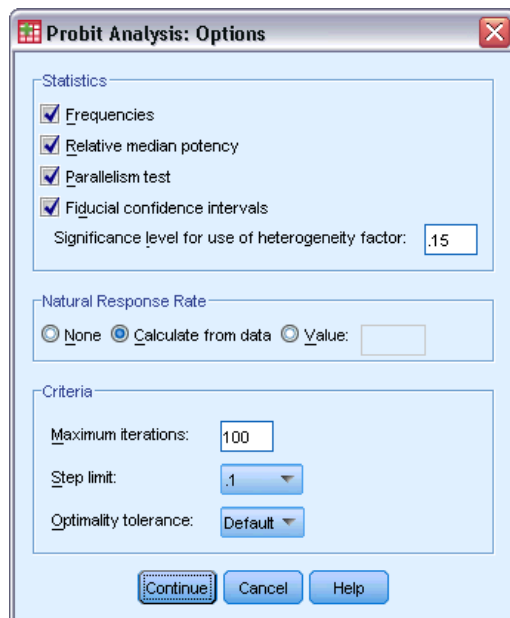 Probit Analysis: Options
Statistics
Frequencies
Relative median potency
Parallelism test
Fiducial confidence intervals
Significance level for use of heterogeneity factor: .15
Natural Response Rate
None Calculate from data Value:
Criteria
Maximum iterations: 100
Step limit: .1
Optimality tolerance: Default
Continue Cancel Help